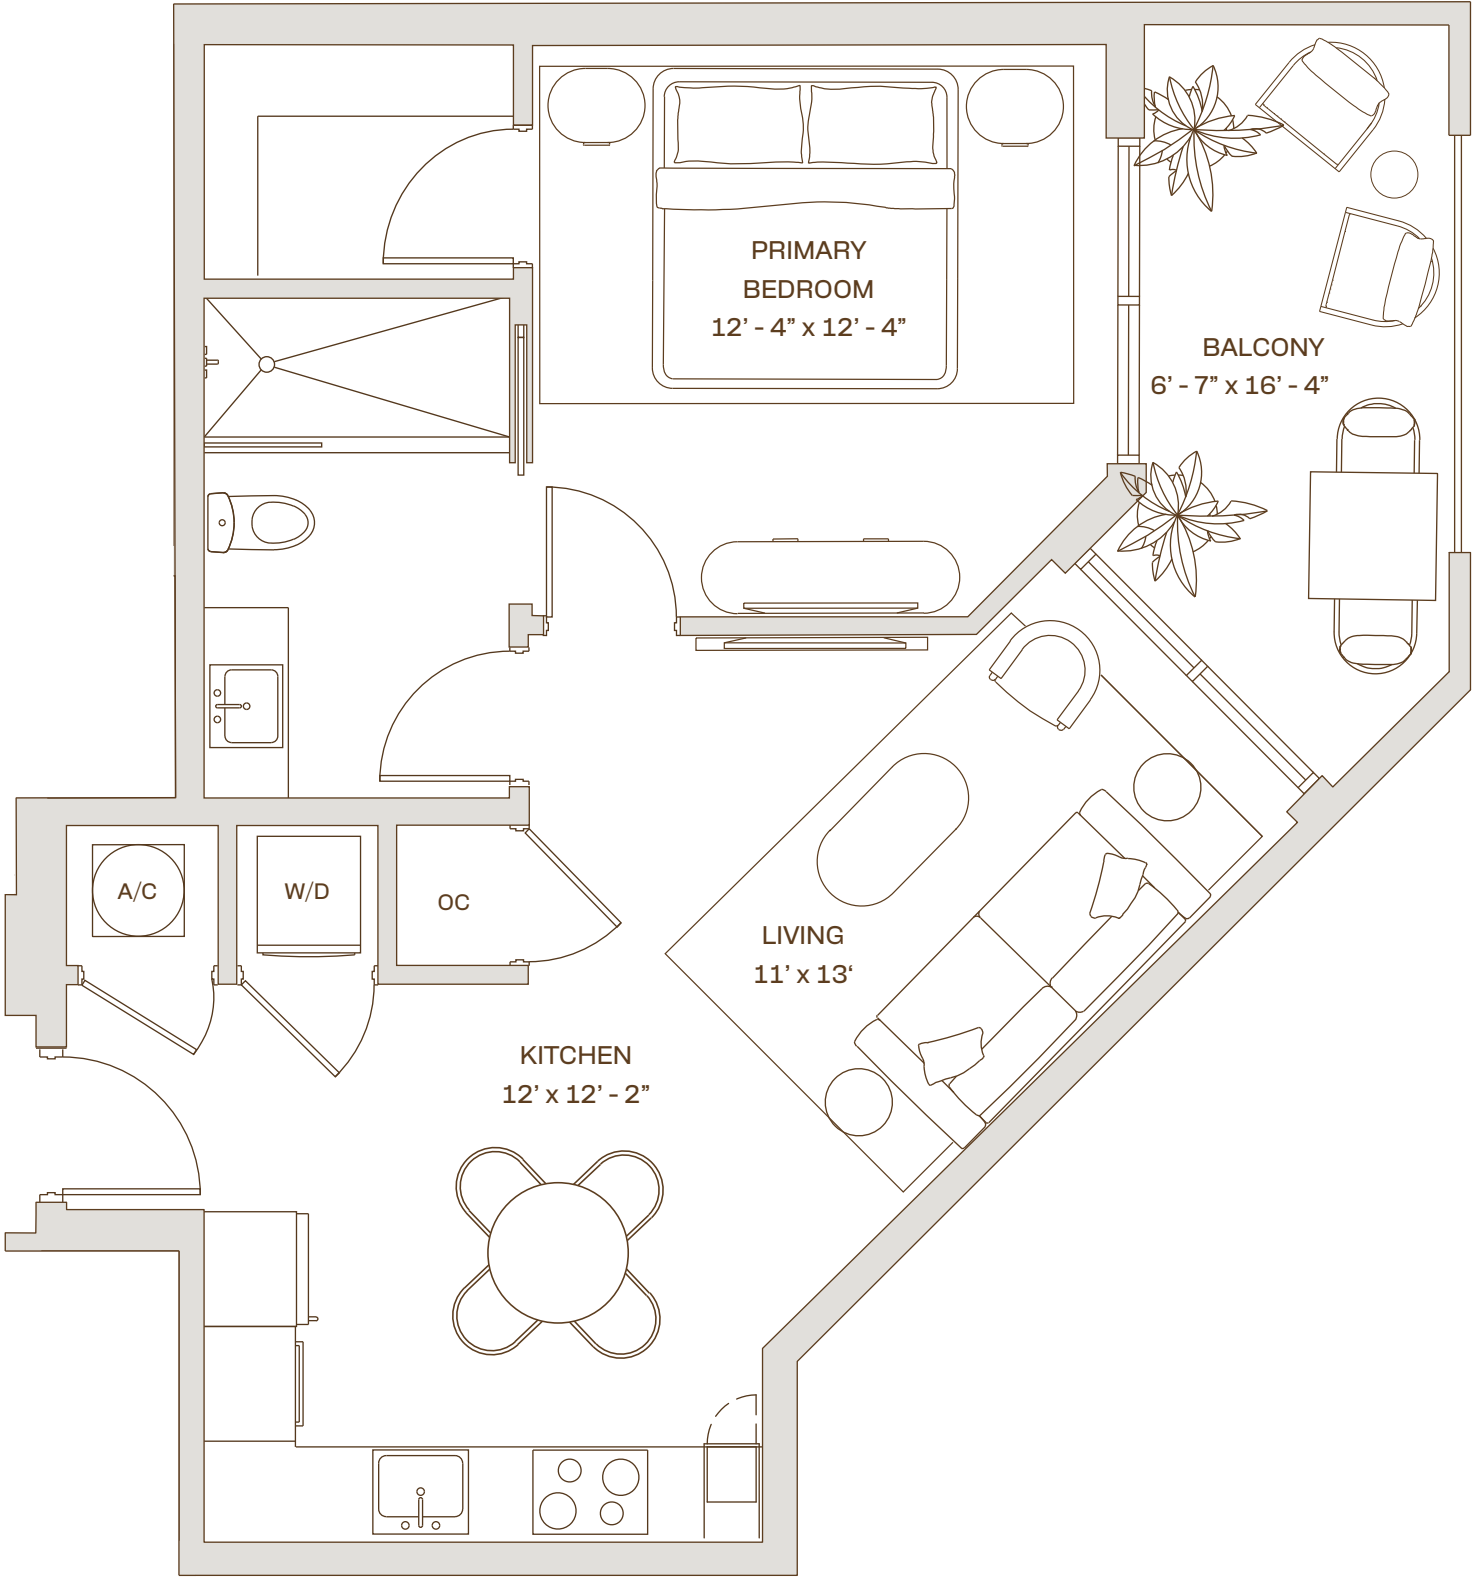 PRIMARY
BEDROOM
12’ - 4” x 12’ - 4”
BALCONY
6’ - 7” x 16’ - 4”
A/C
W/D
OC
LIVING
11’ x 13‘
KITCHEN
12’ x 12’ - 2”